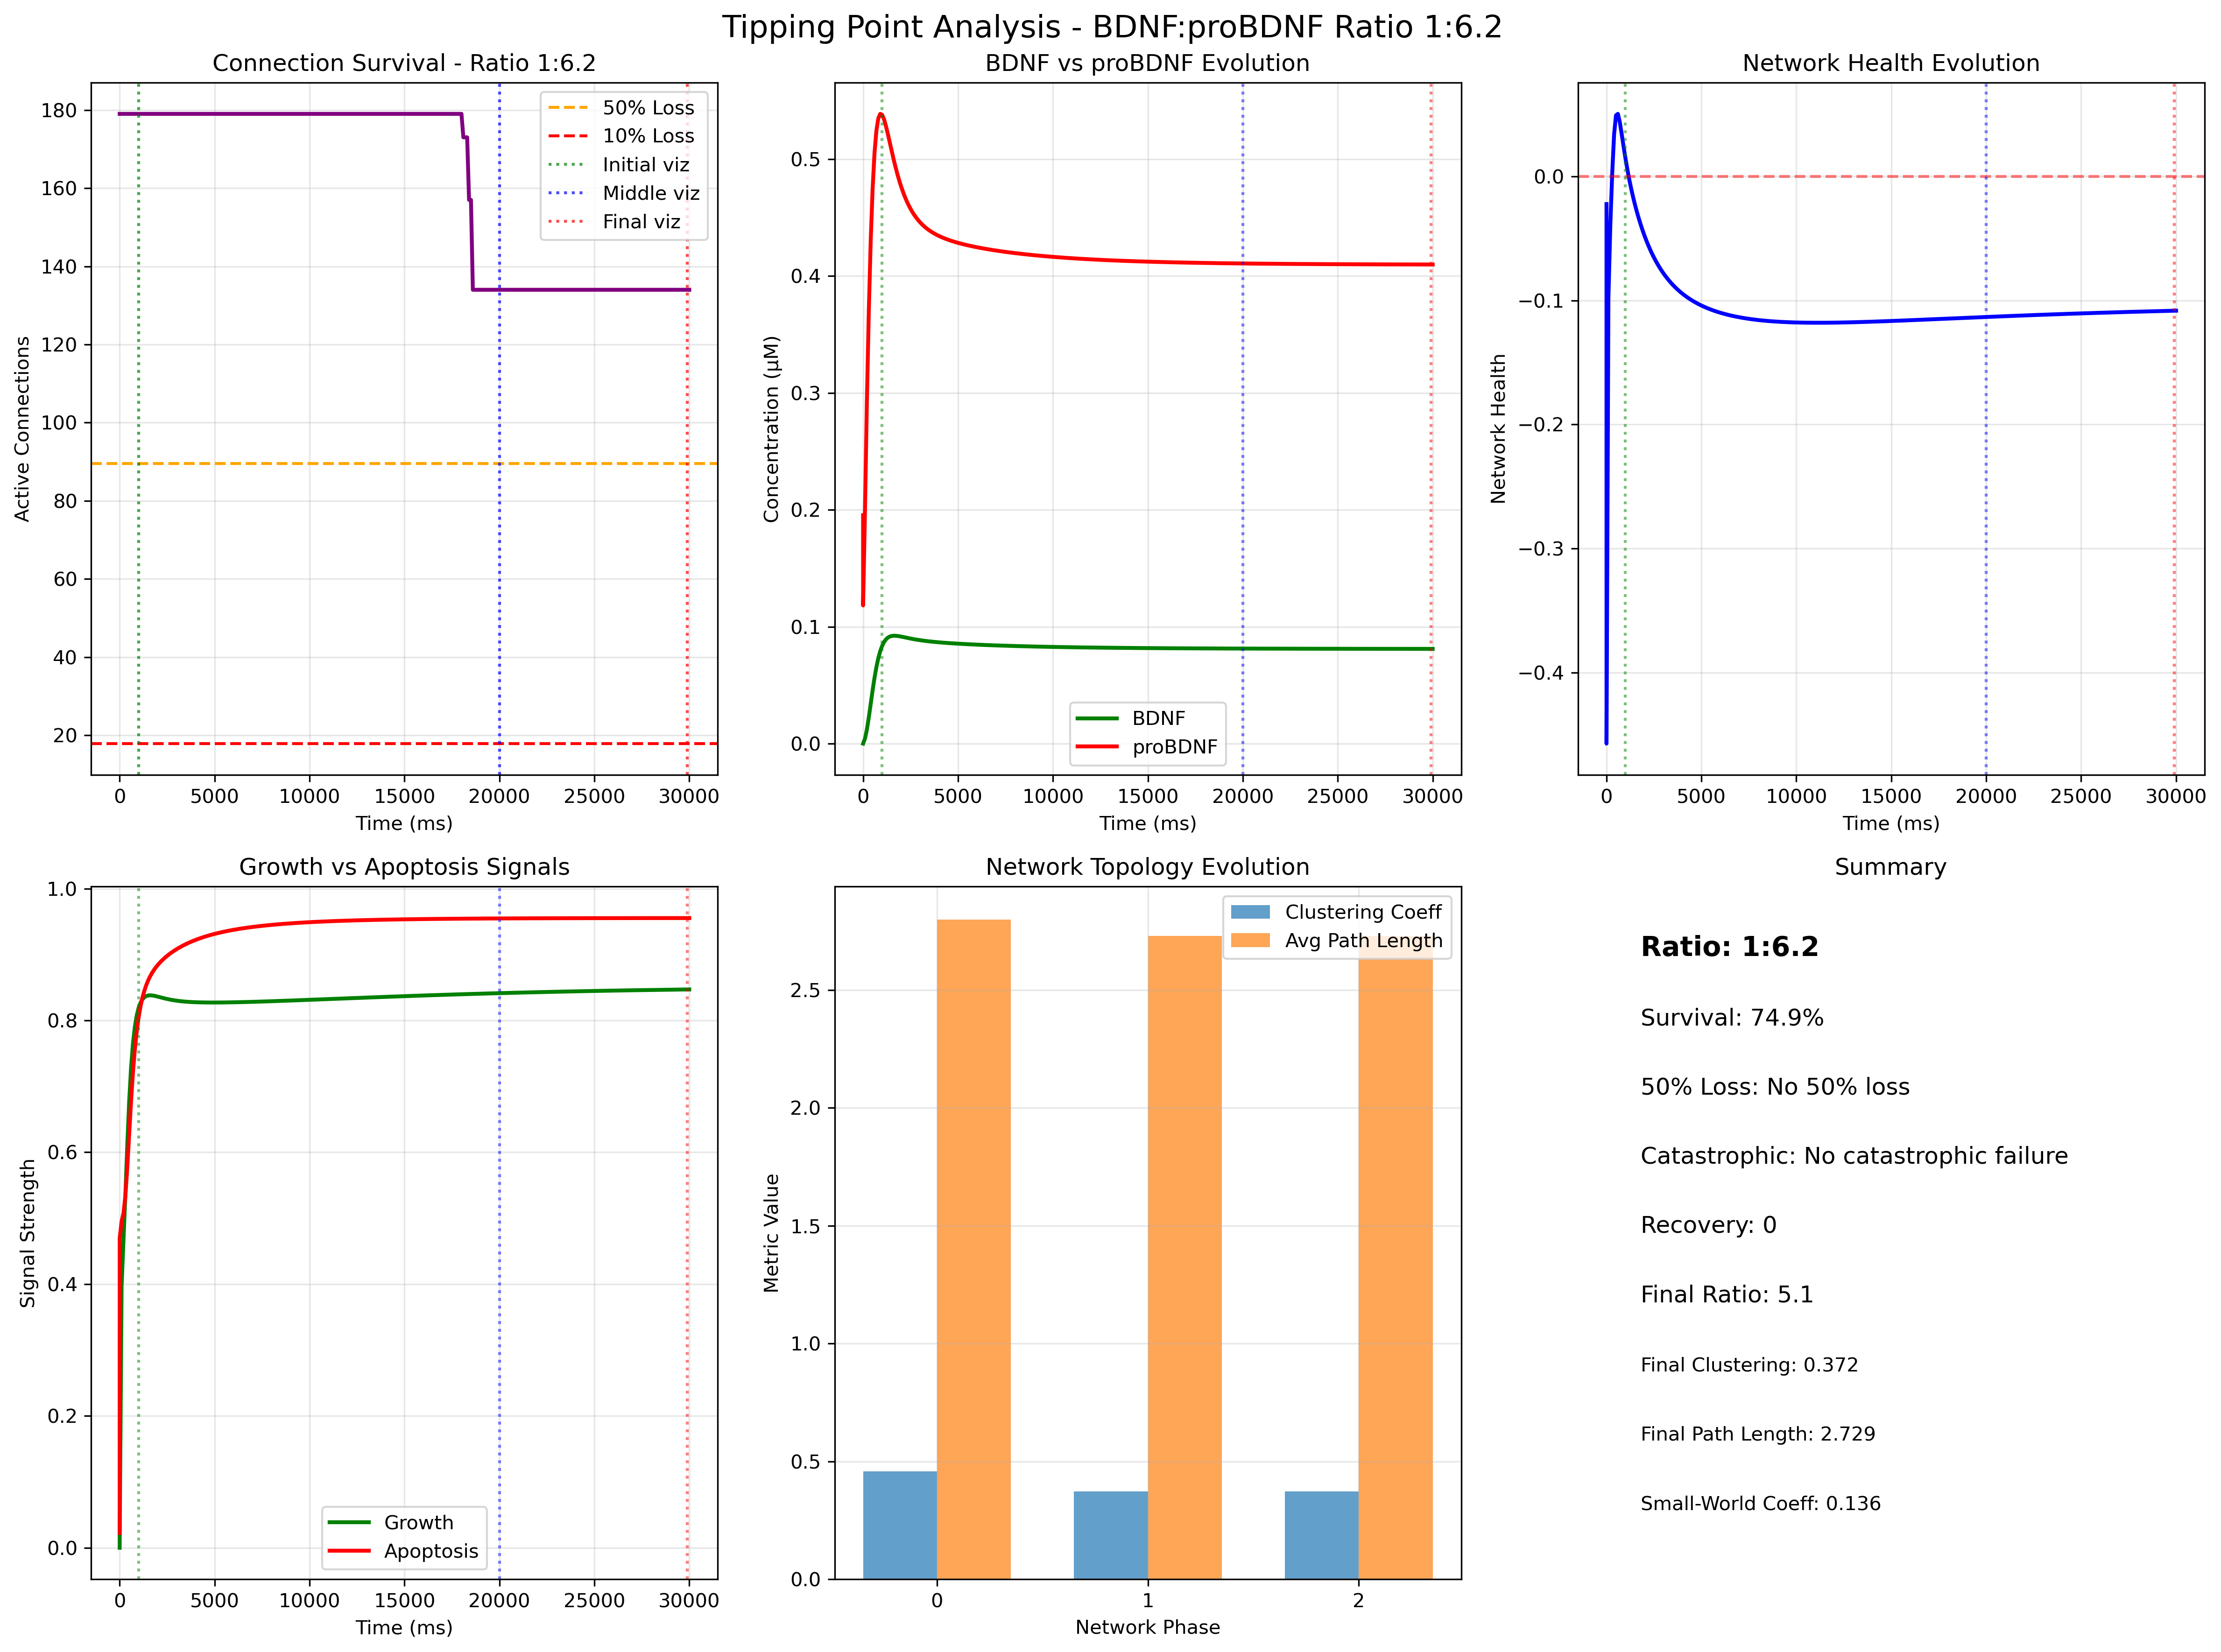 Tipping Point Analysis - BDNF:proBDNF Ratio 1:6.2
Connection Survival - Ratio 1:6.2
180
160
140
120
100
80
60
40
20
Active Connections
50% Loss
10% Loss
Initial viz
Middle viz
Final viz
0 5000 10000 15000 20000 25000 30000
Time (ms)
BDNF vs proBDNF Evolution
0.5
0.4
0.3
0.2
0.1
0.0
Concentration (μM)
BDNF
proBDNF
0 5000 10000 15000 20000 25000 30000
Time (ms)
Network Health Evolution
0.0
−0.1
−0.2
−0.3
−0.4
Network Health
0 5000 10000 15000 20000 25000 30000
Time (ms)
Growth vs Apoptosis Signals
1.0
0.8
0.6
0.4
0.2
0.0
Signal Strength
Growth
Apoptosis
0 5000 10000 15000 20000 25000 30000
Time (ms)
Network Topology Evolution
2.5
2.0
1.5
1.0
0.5
0.0
Metric Value
Clustering Coeff
Avg Path Length
0 1 2
Network Phase
Summary
Ratio: 1:6.2
Survival: 74.9%
50% Loss: No 50% loss
Catastrophic: No catastrophic failure
Recovery: 0
Final Ratio: 5.1
Final Clustering: 0.372
Final Path Length: 2.729
Small-World Coeff: 0.136